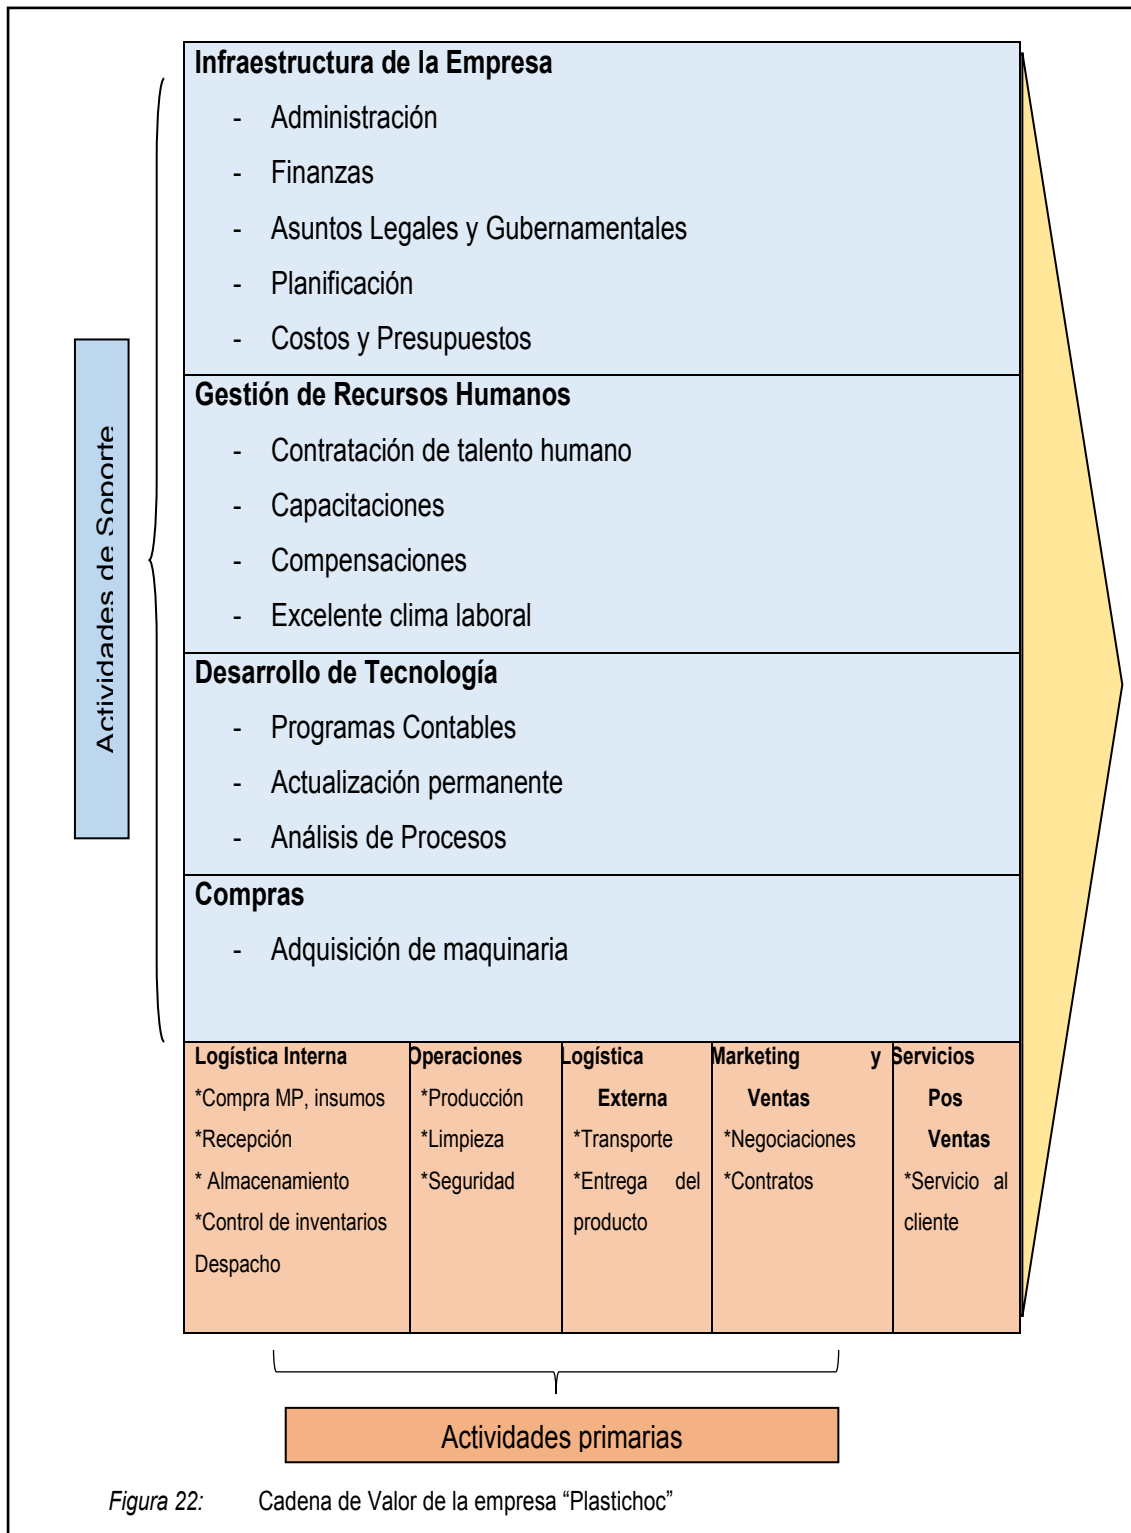 Infraestructura de la Empresa
- Administración
- Finanzas
- Asuntos Legales y Gubernamentales
- Planificación
- Costos y Presupuestos
Gestión de Recursos Humanos
- Contratación de talento humano
- Capacitaciones
- Compensaciones
- Excelente clima laboral
Desarrollo de Tecnología
- Programas Contables
- Actualización permanente
- Análisis de Procesos
Compras
- Adquisición de maquinaria
Actividades de Soporte
Logística Interna
*Compra MP, insumos
*Recepción
* Almacenamiento
*Control de inventarios
Despacho
Operaciones
*Producción
*Limpieza
*Seguridad
Logística
Externa
*Transporte
*Entrega del
producto
Marketing y
Ventas
*Negociaciones
*Contratos
Servicios
Pos
Ventas
*Servicio al
cliente
Actividades primarias
Figura 22: Cadena de Valor de la empresa “Plastichoc”